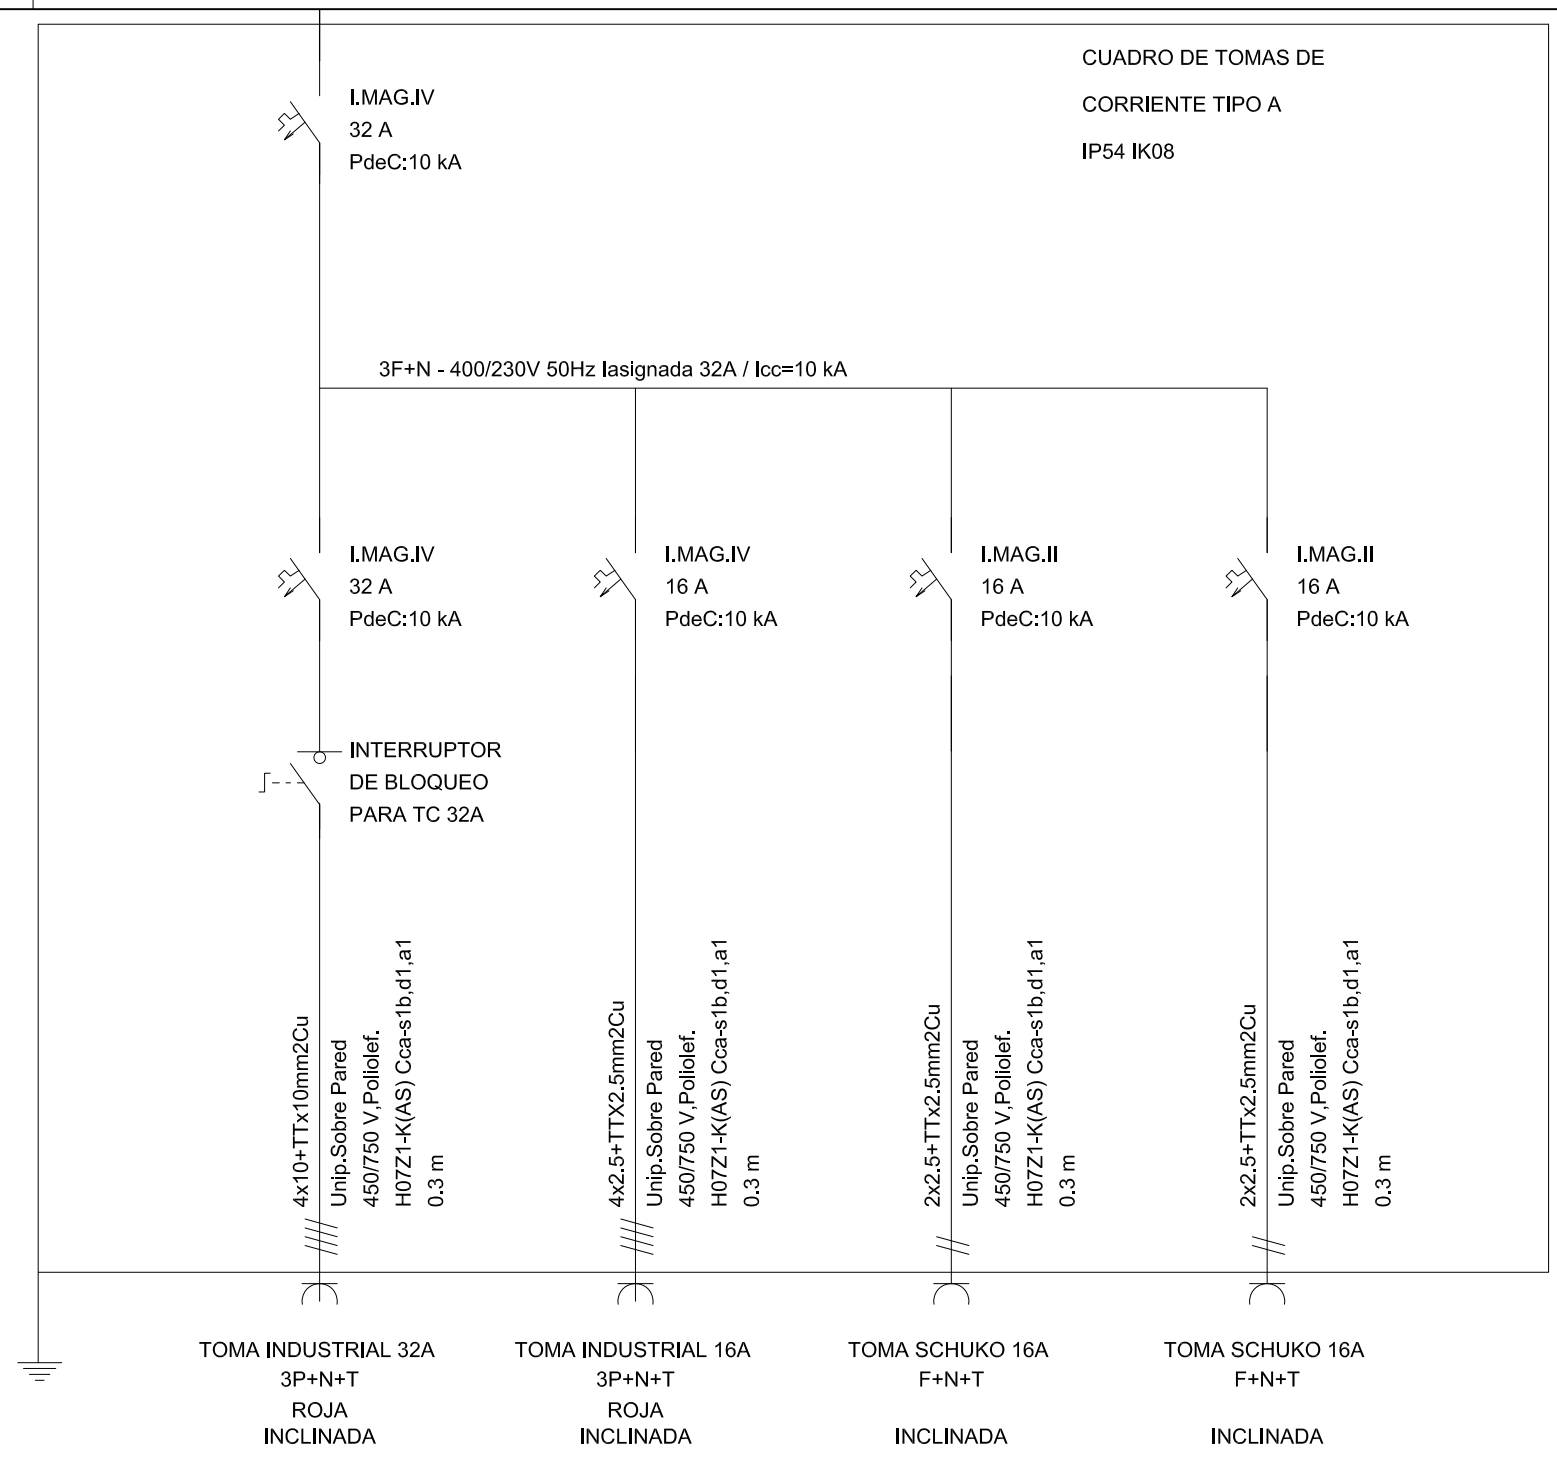 CUADRO DE TOMAS DE
CORRIENTE TIPO A
IP54 IK08
I.MAG.IV
32 A
PdeC:10 kA
3F+N - 400/230V 50Hz Iasignada 32A / Icc=10 kA
I.MAG.IV
32 A
PdeC:10 kA
I.MAG.IV
16 A
PdeC:10 kA
I.MAG.II
16 A
PdeC:10 kA
I.MAG.II
16 A
PdeC:10 kA
INTERRUPTOR
DE BLOQUEO
PARA TC 32A
4x10+TTx10mm2Cu
Unip.Sobre Pared
450/750 V,Poliolef.
H07Z1-K(AS) Cca-s1b,d1,a1
0.3 m
4x2.5+TTX2.5mm2Cu
Unip.Sobre Pared
450/750 V,Poliolef.
H07Z1-K(AS) Cca-s1b,d1,a1
0.3 m
2x2.5+TTx2.5mm2Cu
Unip.Sobre Pared
450/750 V,Poliolef.
H07Z1-K(AS) Cca-s1b,d1,a1
0.3 m
2x2.5+TTx2.5mm2Cu
Unip.Sobre Pared
450/750 V,Poliolef.
H07Z1-K(AS) Cca-s1b,d1,a1
0.3 m
TOMA INDUSTRIAL 32A
3P+N+T
ROJA
INCLINADA
TOMA INDUSTRIAL 16A
3P+N+T
ROJA
INCLINADA
TOMA SCHUKO 16A
F+N+T
INCLINADA
TOMA SCHUKO 16A
F+N+T
INCLINADA